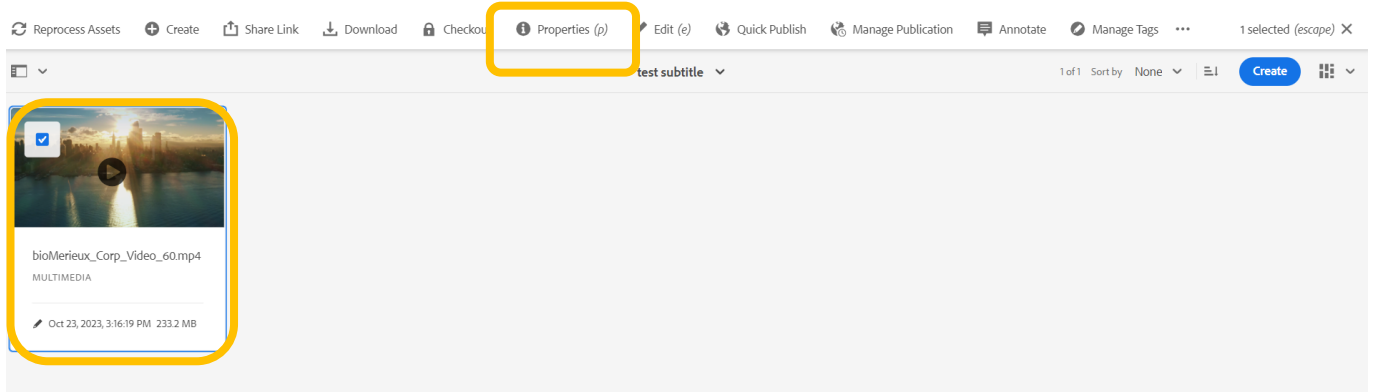 Reprocess Assets Create Share Link Download Checkou Properties (p) Edit (e) Quick Publish Manage Publication Annotate Manage Tags ••• 1 selected (escape)
test subtitle 1 of 1 Sort by None Create
bioMerieux_Corp_Video_60.mp4
MULTIMEDIA
Oct 23, 2023, 3:16:19 PM 233.2 MB